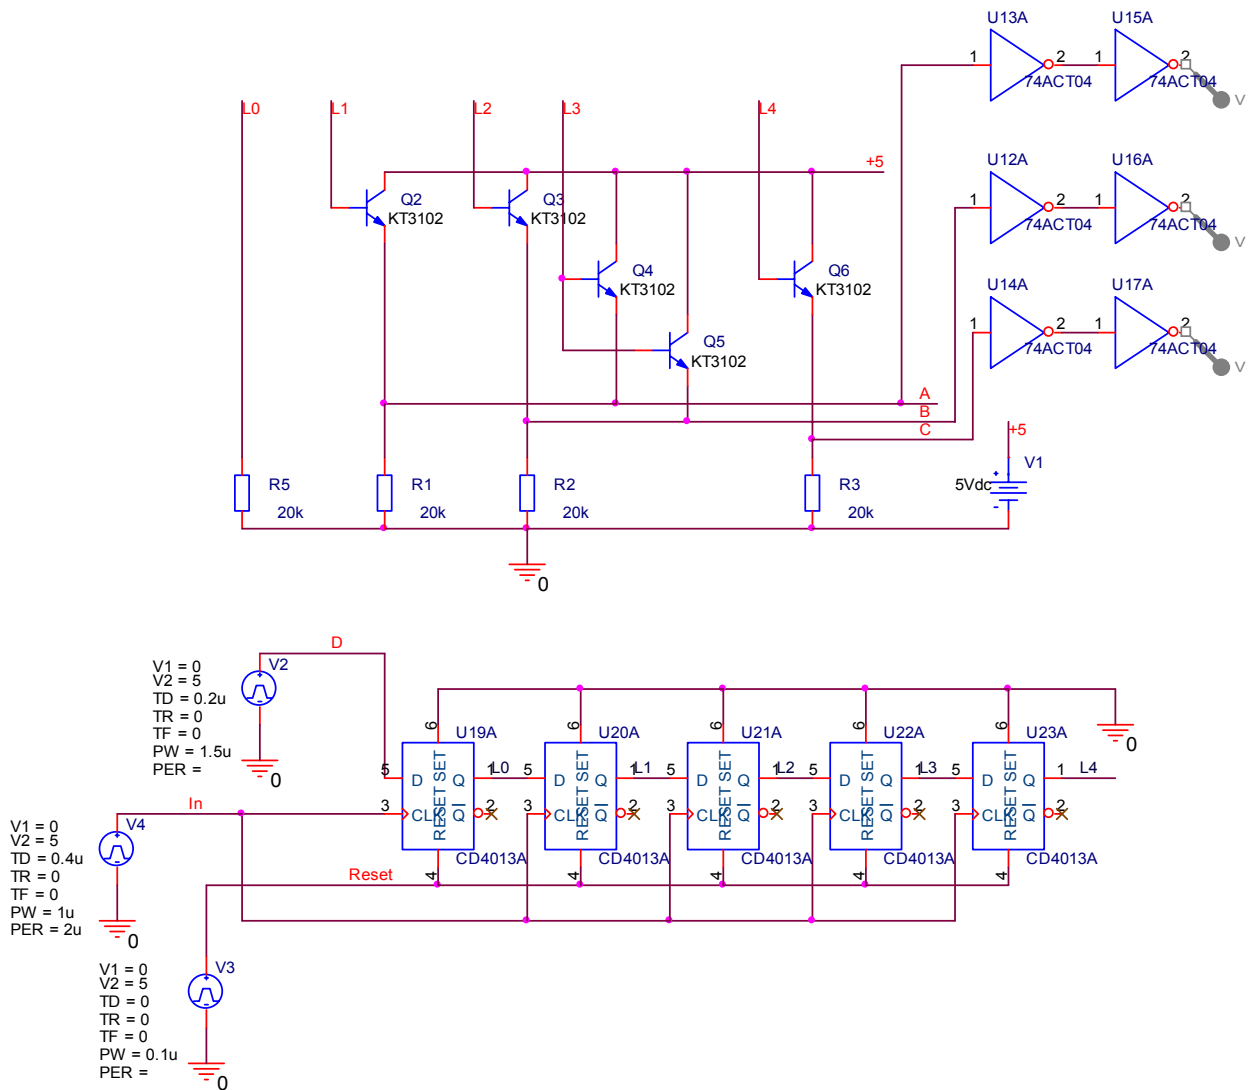 U13A
U15A
1
2
1
2
74ACT04
74ACT04
V
L0
L1
L2
L3
L4
+5
U12A
U16A
1
2
1
2
74ACT04
74ACT04
V
Q2
KT3102
Q3
KT3102
Q4
KT3102
Q6
KT3102
U14A
U17A
1
2
1
2
74ACT04
74ACT04
V
Q5
KT3102
A
B
C
+5
V1
5Vdc
R5
20k
R1
20k
R2
20k
R3
20k
0
D
V2
V1 = 0
V2 = 5
TD = 0.2u
TR = 0
TF = 0
PW = 1.5u
PER =
0
In
V4
V1 = 0
V2 = 5
TD = 0.4u
TR = 0
TF = 0
PW = 1u
PER = 2u
0
Reset
V3
V1 = 0
V2 = 5
TD = 0
TR = 0
TF = 0
PW = 0.1u
PER =
0
U19A
6
5
D
Q
1
L0
3
CLK
Q
2
SET
RESET
4
CD4013A
U20A
6
5
D
Q
1
L1
3
CLK
Q
2
SET
RESET
4
CD4013A
U21A
6
5
D
Q
1
L2
3
CLK
Q
2
SET
RESET
4
CD4013A
U22A
6
5
D
Q
1
L3
3
CLK
Q
2
SET
RESET
4
CD4013A
U23A
6
5
D
Q
1
L4
3
CLK
Q
2
SET
RESET
4
CD4013A
0